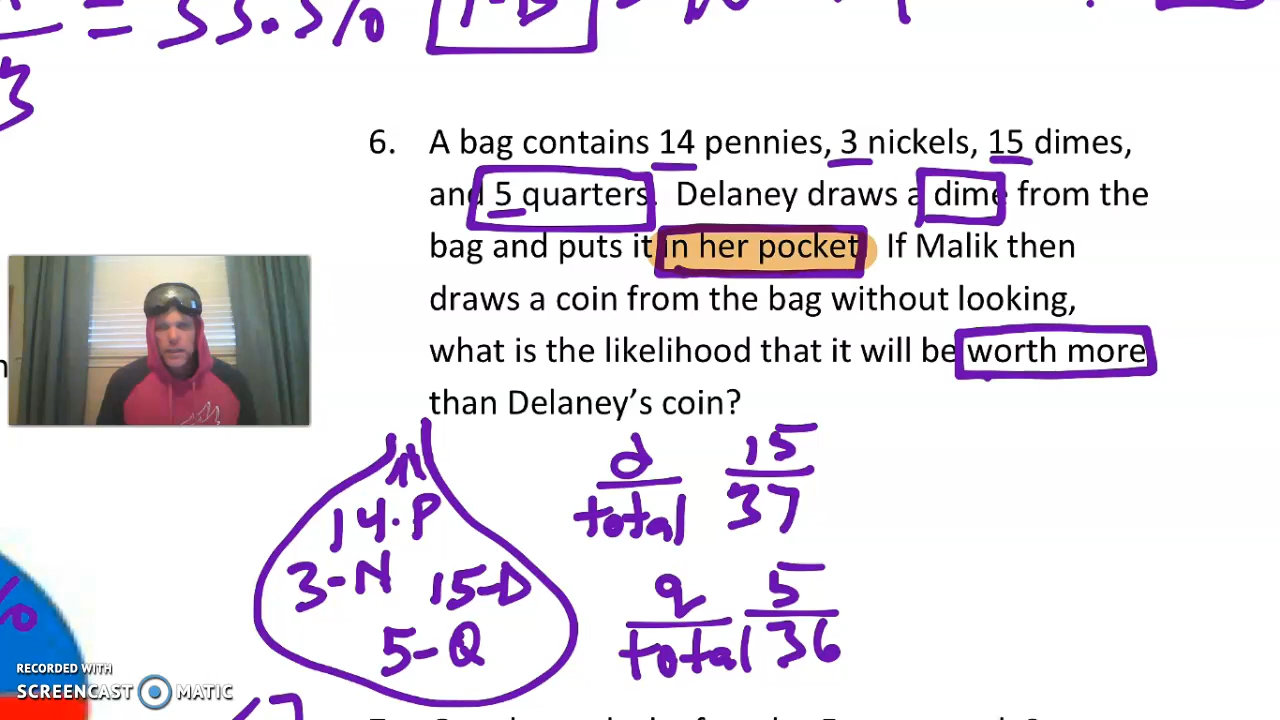 3
= 33.3%
6. A bag contains 14 pennies, 3 nickels, 15 dimes,
and 5 quarters. Delaney draws a dime from the
bag and puts it in her pocket. If Malik then
draws a coin from the bag without looking,
what is the likelihood that it will be worth more
than Delaney's coin?
14-P
3-N 15-D
5-Q
d/total 15/37
q/total 5/36
%
RECORDED WITH
SCREENCAST MATIC